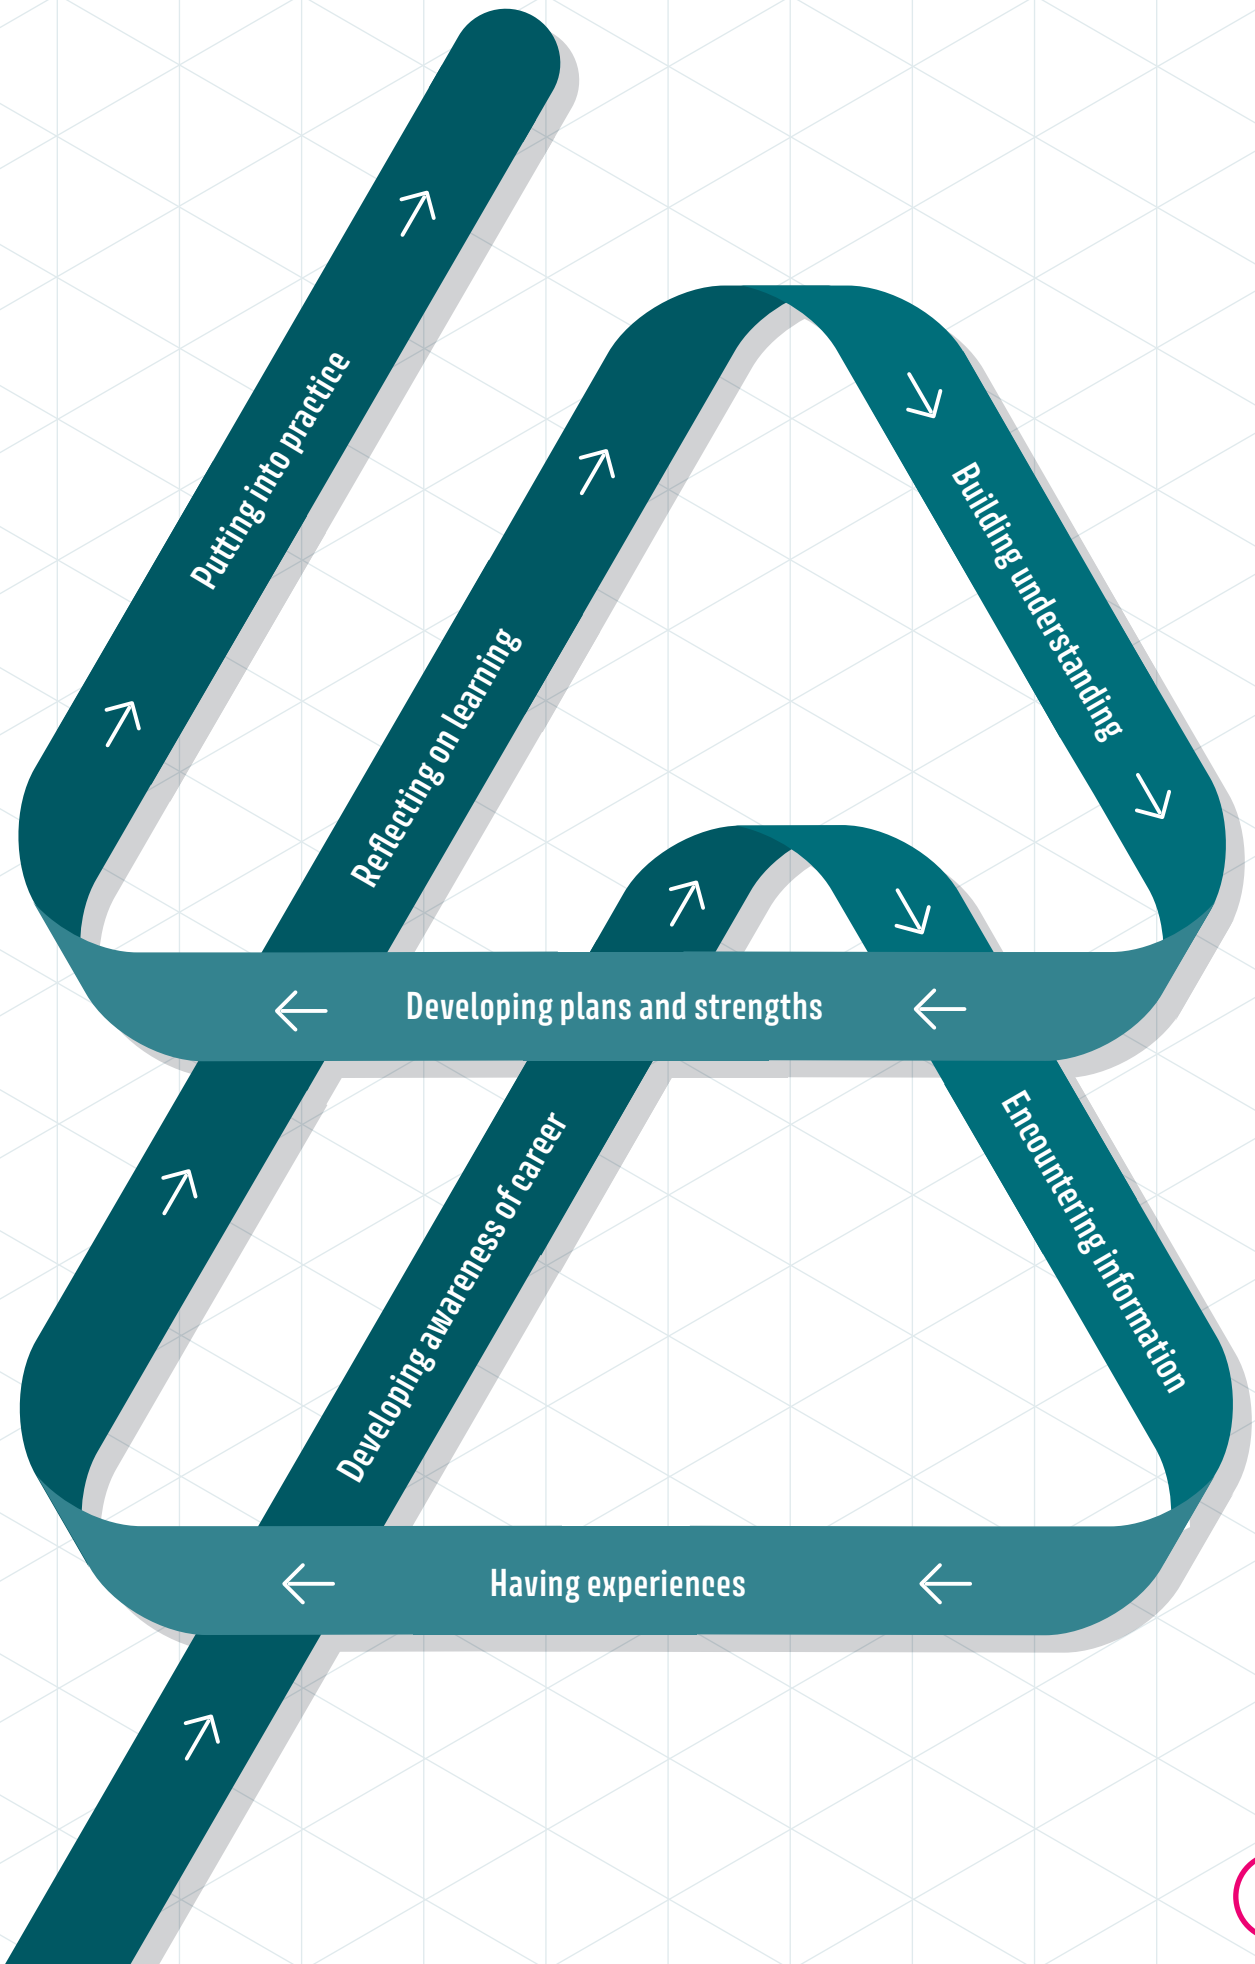 Putting into practice
Building understanding
Reflecting on learning
Developing plans and strengths
Encountering information
Developing awareness of career
Having experiences